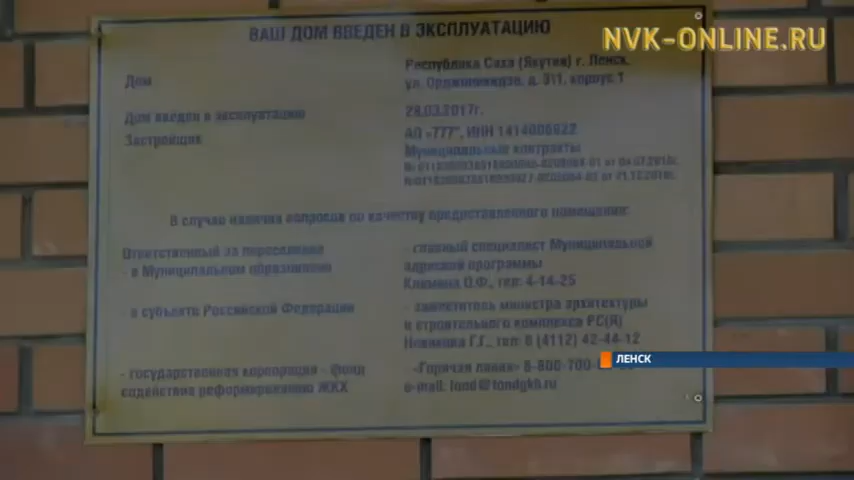 NVK-ONLINE.RU
ВАШ ДОМ ВВЕДЕН В ЭКСПЛУАТАЦИЮ
Дом
Республика Саха (Якутия) г. Ленск,
ул. Орджоникидзе, д. корпус 1
Дом введен в эксплуатацию
28.03.2017г.
Застройщик
АО "777", ИНН
Муниципальные контракты
В случае наличия вопросов по качеству предоставленного помещения:
Ответственный за переселение
- в Муниципальном образовании
- главный специалист Муниципальной
адресной программы
О.Ф., тел: 4-14-25
в субъекте Российской Федерации
- заместитель министра архитектуры
и строительного комплекса РС(Я)
Г.Г., тел: 8 (4112) 42-44-12
- государственная корпорация - фонд
содействия реформированию ЖКХ
- «Горячая линия» 8-800-700-
e-mail: fond@fondgkh.ru
ЛЕНСК